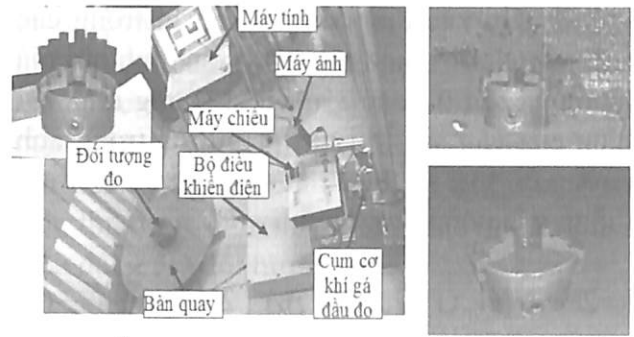 Máy tính
Máy ảnh
Máy chiếu
Đối tượng
đo
Bộ điều
khiển điện
Cụm cơ
khí gá
đầu đo
Bàn quay